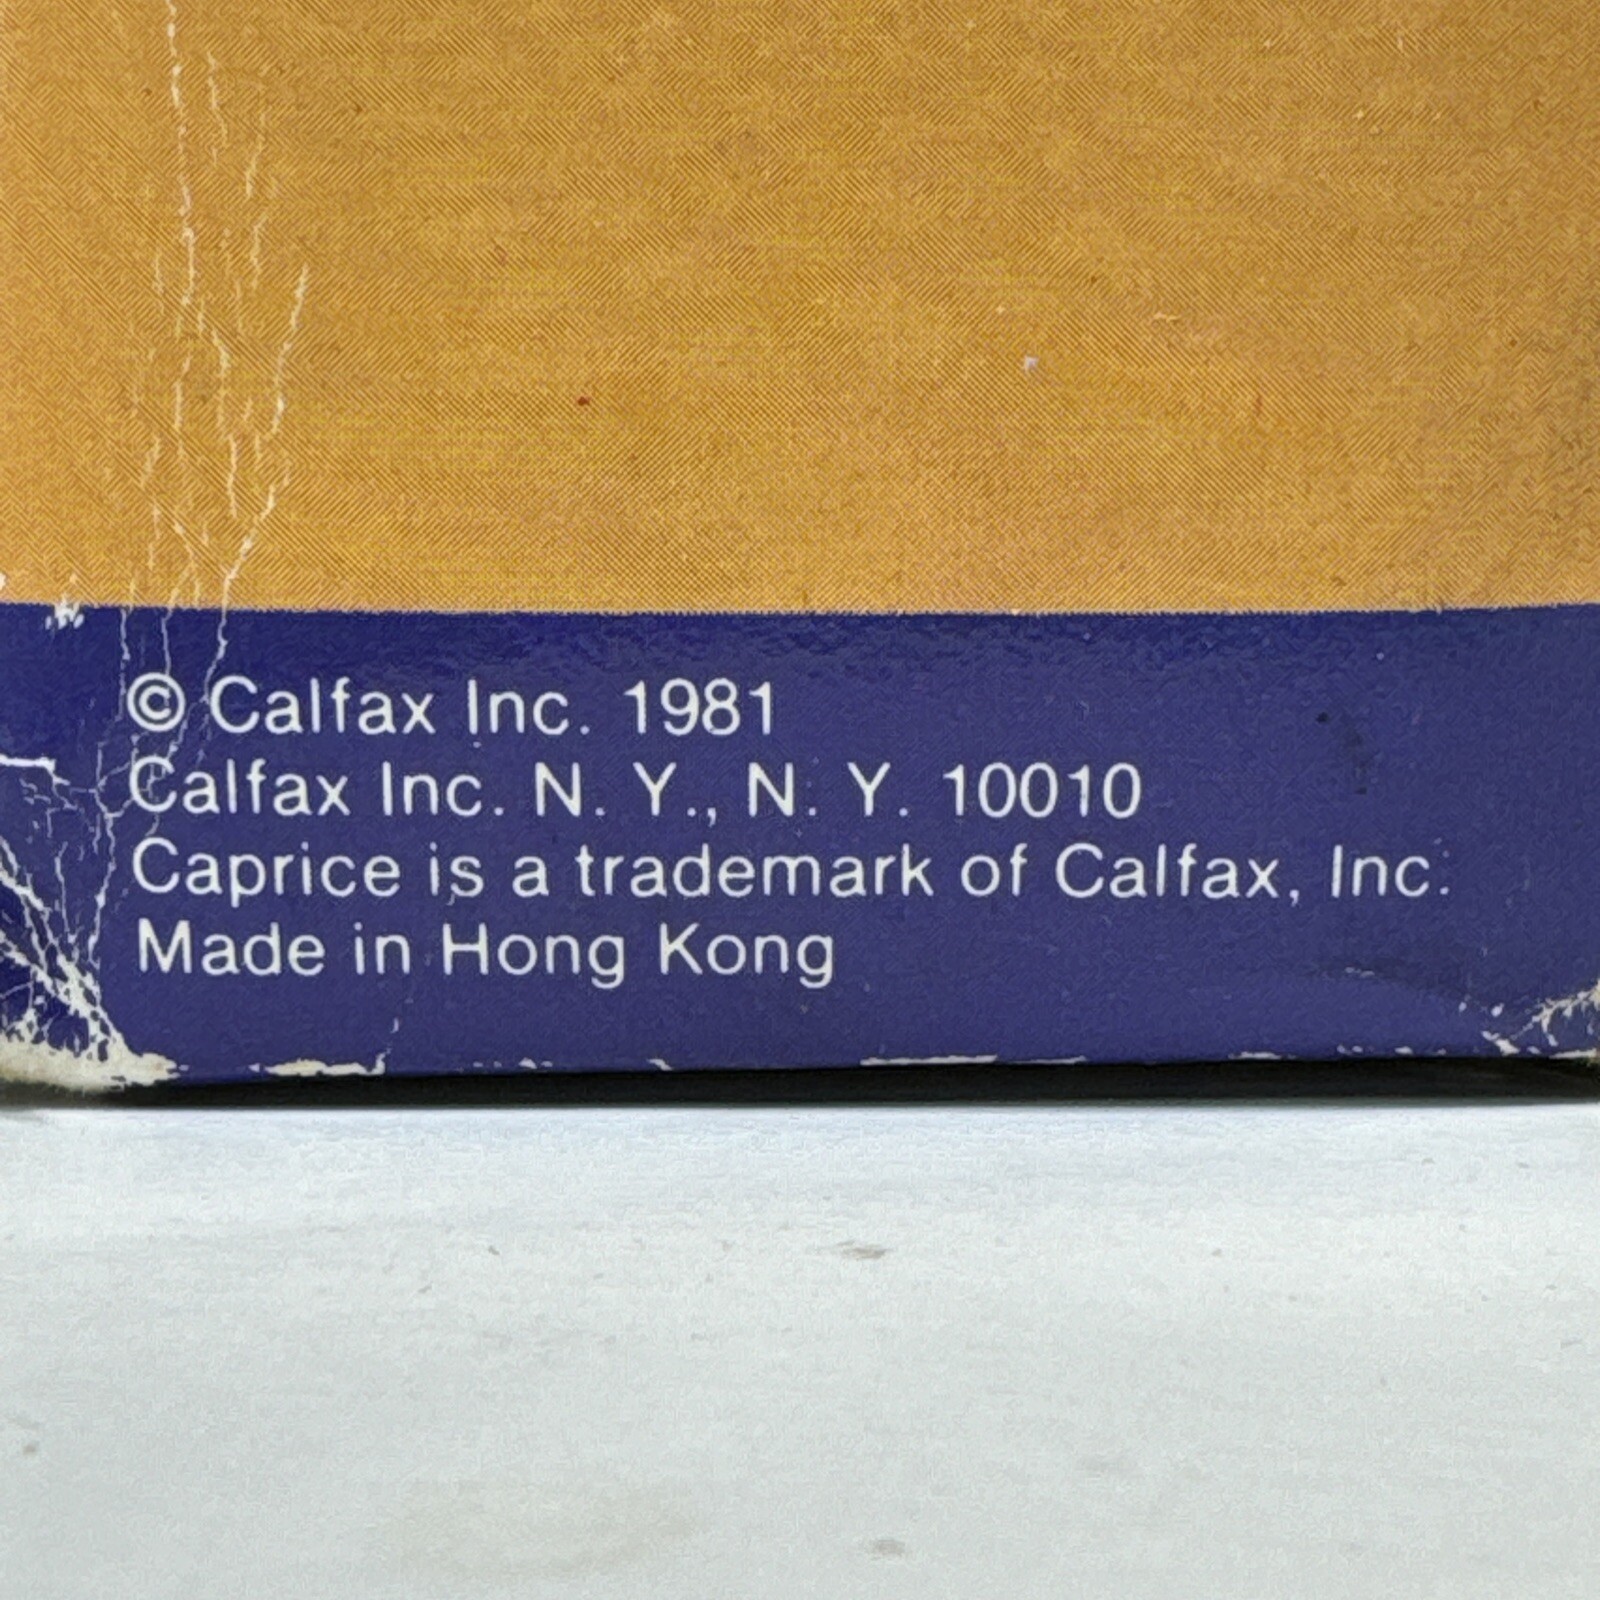 © Calfax Inc. 1981
Calfax Inc. N. Y., N. Y. 10010
Caprice is a trademark of Calfax, Inc.
Made in Hong Kong